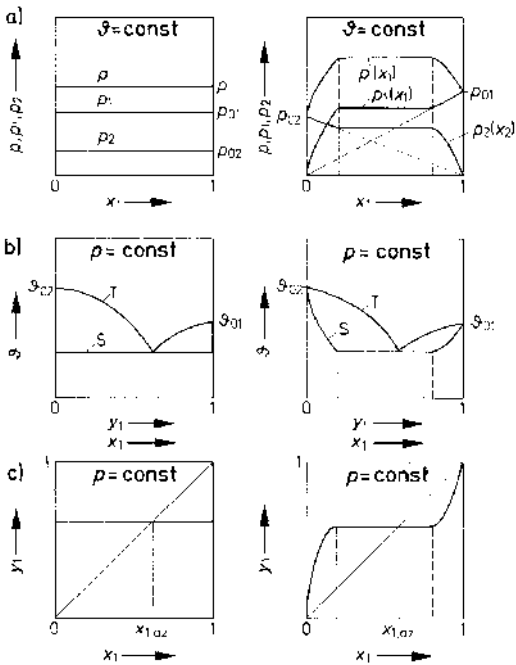 a)
ϑ=const
p,p1,p2
p
p
p1
p01
p2
p02
0
1
x1
ϑ=const
p,p1,p2
p(x1)
p1(x1)
p01
p02
p2(x2)
0
1
x1
b)
p=const
ϑ02
T
ϑ01
S
ϑ
0
1
y1
x1
p=const
ϑ02
T
ϑ01
S
ϑ
0
1
y1
x1
c)
1
p=const
y1
0
x1,az
1
x1
1
p=const
y1
0
x1,az
1
x1